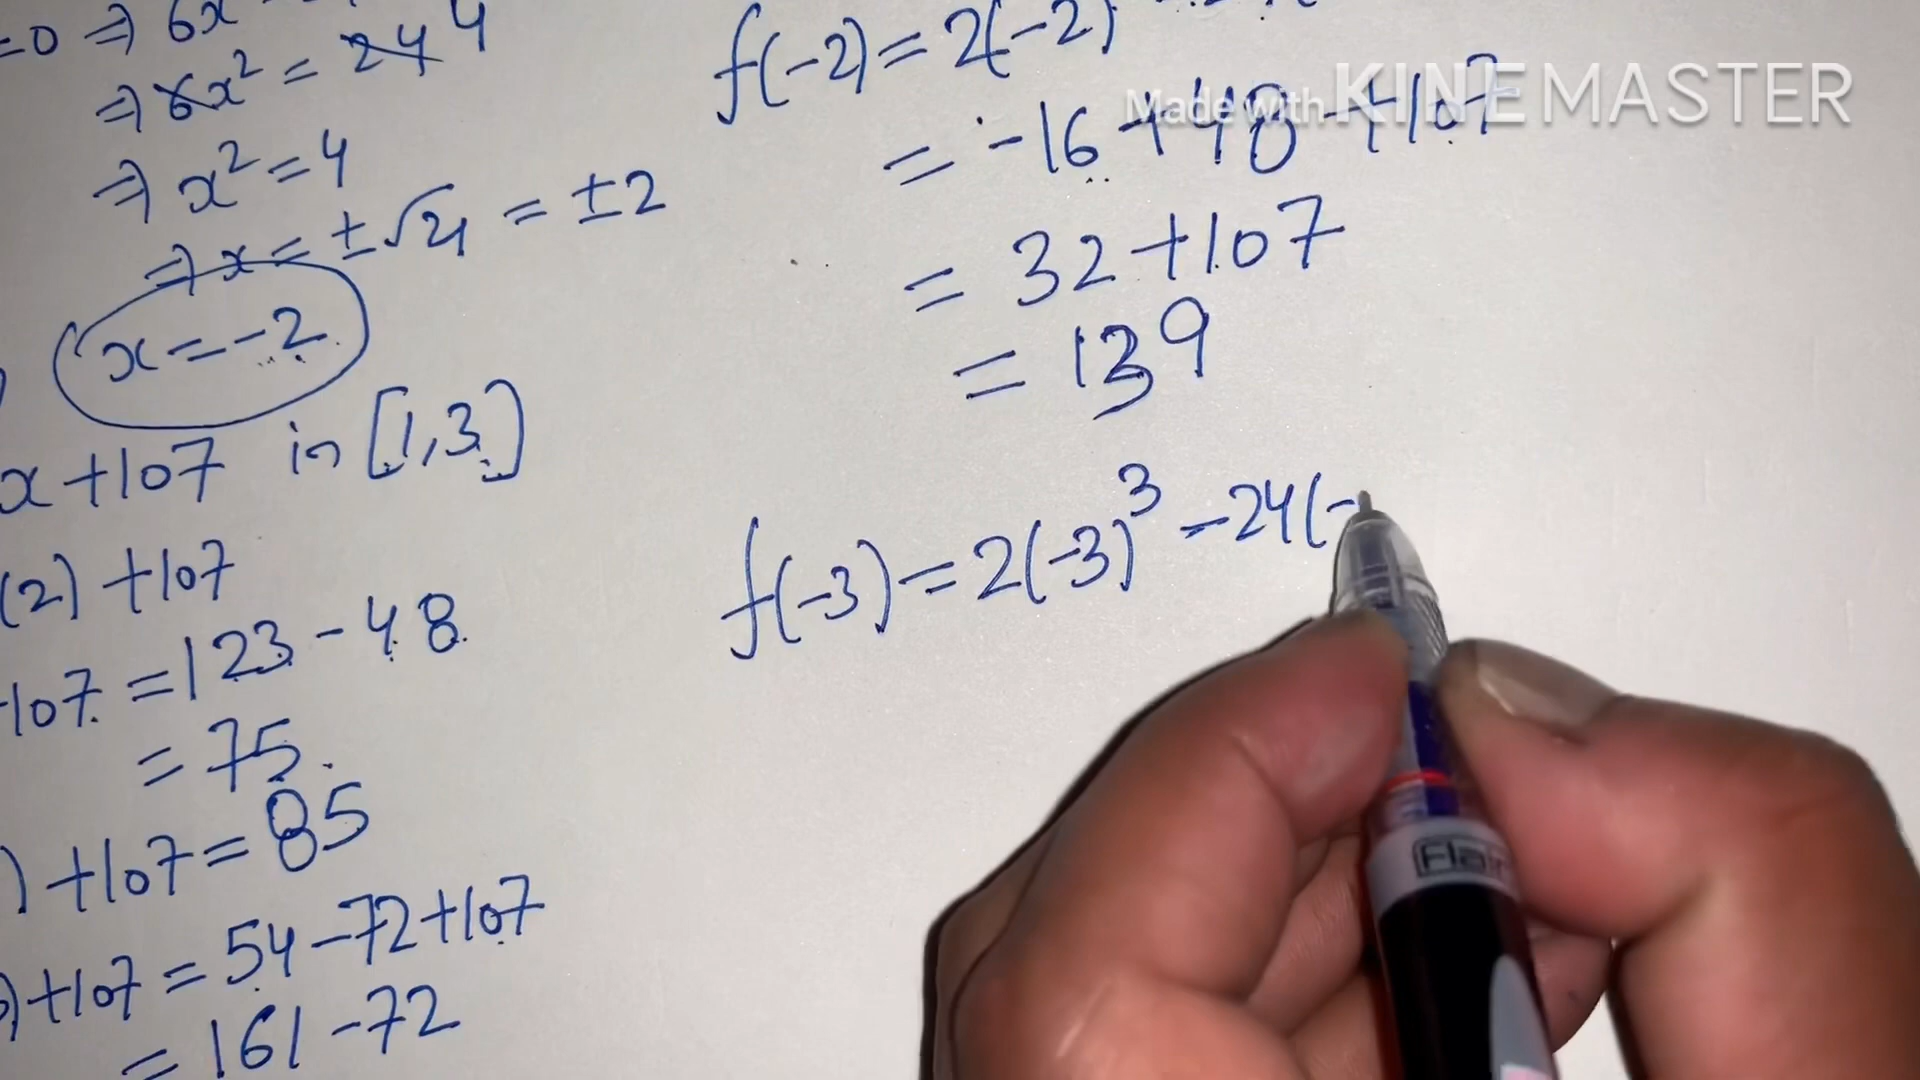 =0 ⇒ 6x
⇒ 6x² = 24 4
⇒ x² = 4
⇒ x = ±√4 = ±2
x = -2
x + 107 in [1,3]
(2) + 107
107 = 123 - 48
= 75
) + 107 = 85
) + 107 = 54 - 72 + 107
= 161 - 72
f(-2) = 2(-2)
= -16 + 48 + 107
= 32 + 107
= 139
f(-3) = 2(-3)³ - 24(-
Made with KINEMASTER
Flair